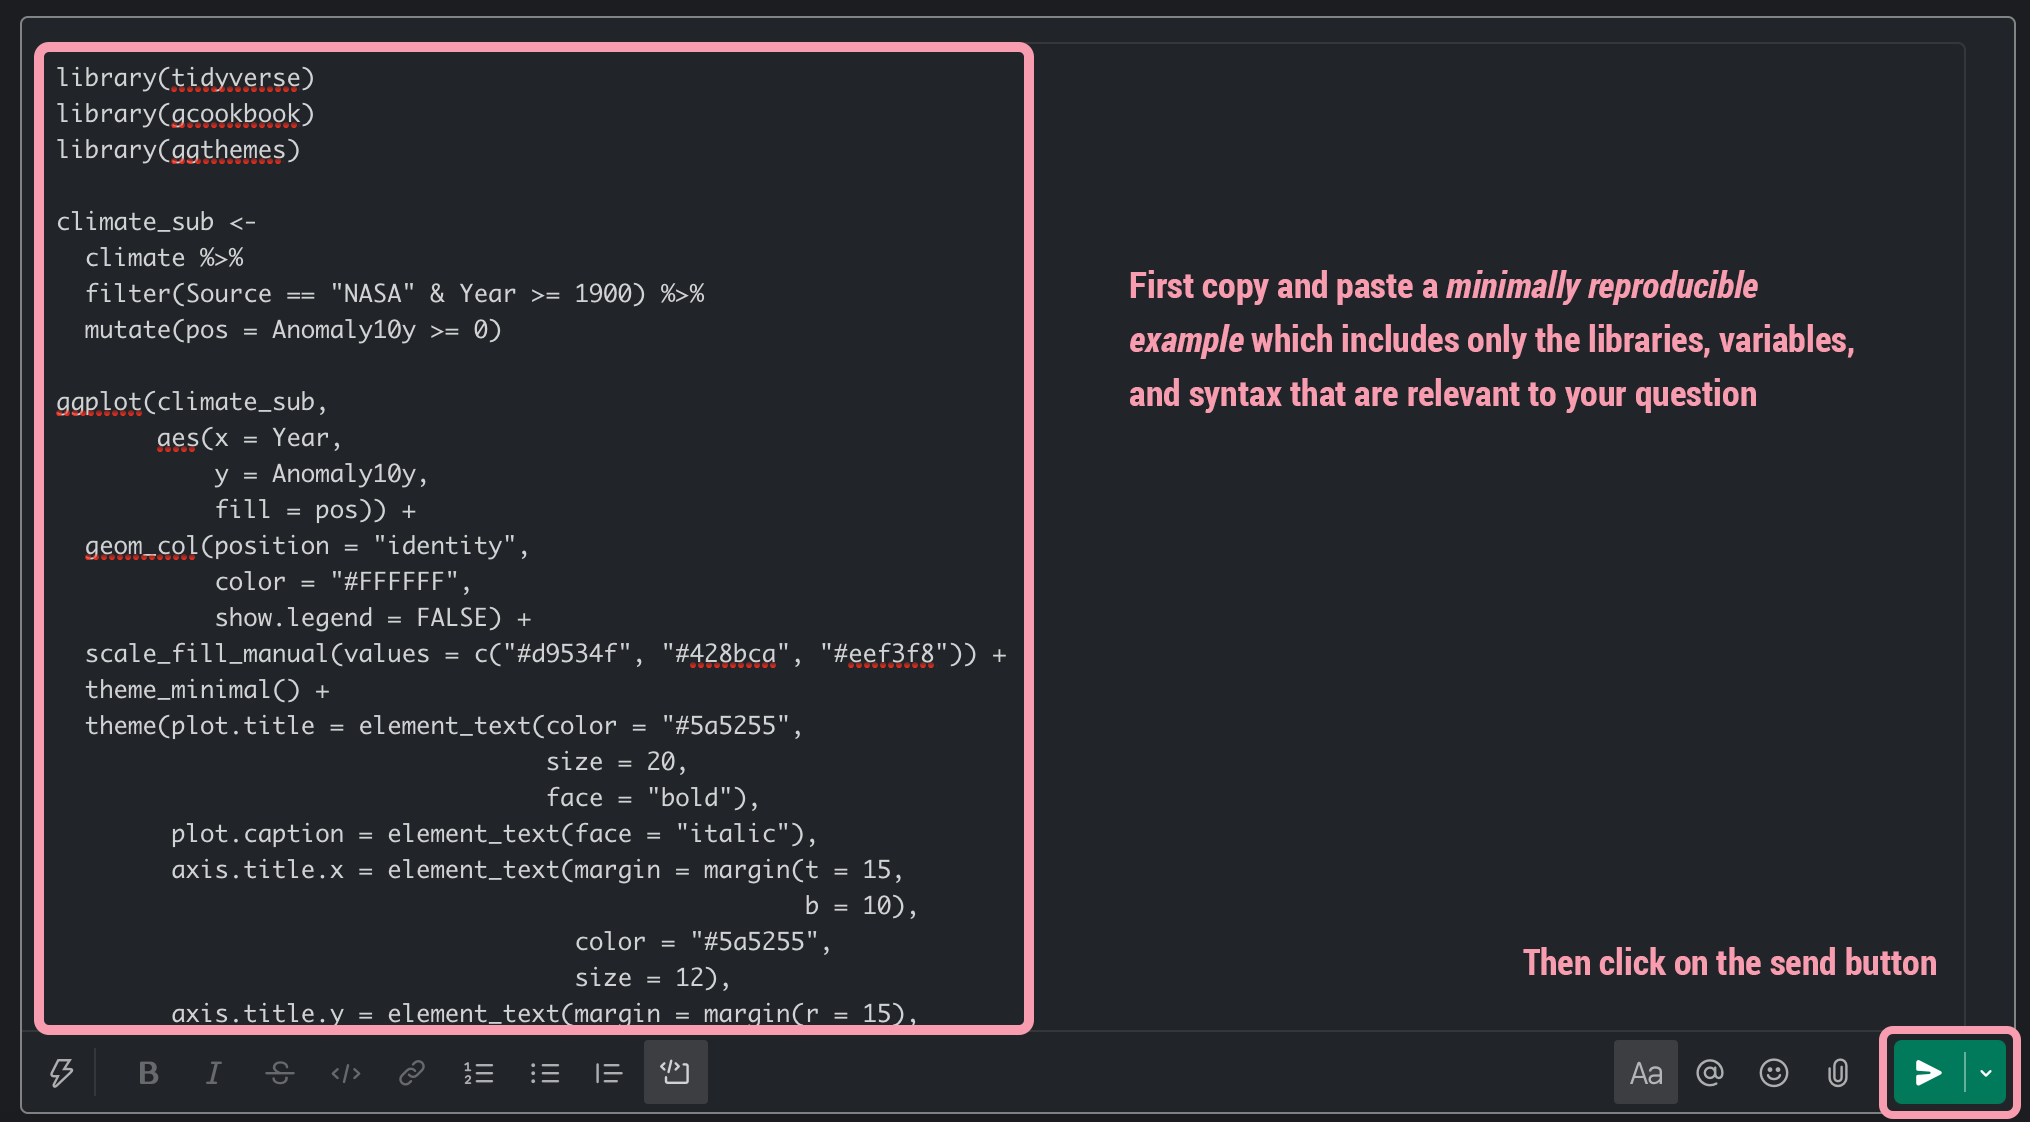 library(tidyverse)
library(gcookbook)
library(ggthemes)
climate_sub <-
  climate %>%
  filter(Source == "NASA" & Year >= 1900) %>%
  mutate(pos = Anomaly10y >= 0)
ggplot(climate_sub,
       aes(x = Year,
           y = Anomaly10y,
           fill = pos)) +
  geom_col(position = "identity",
           color = "#FFFFFF",
           show.legend = FALSE) +
  scale_fill_manual(values = c("#d9534f", "#428bca", "#eef3f8")) +
  theme_minimal() +
  theme(plot.title = element_text(color = "#5a5255",
                                  size = 20,
                                  face = "bold"),
        plot.caption = element_text(face = "italic"),
        axis.title.x = element_text(margin = margin(t = 15,
                                                    b = 10),
                                    color = "#5a5255",
                                    size = 12),
        axis.title.y = element_text(margin = margin(r = 15),
First copy and paste a minimally reproducible
example which includes only the libraries, variables,
and syntax that are relevant to your question
Then click on the send button
B I S </> Aa @